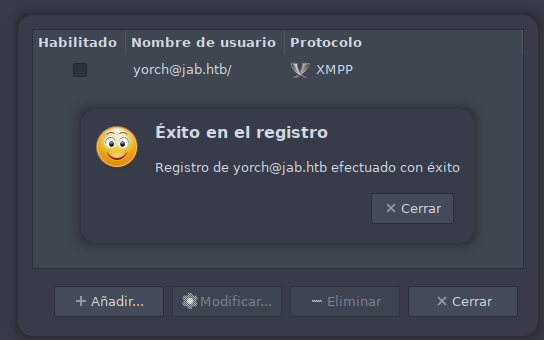 Habilitado Nombre de usuario Protocolo
yorch@jab.htb/ XMPP
Éxito en el registro
Registro de yorch@jab.htb efectuado con éxito
Cerrar
Añadir... Modificar... Eliminar Cerrar